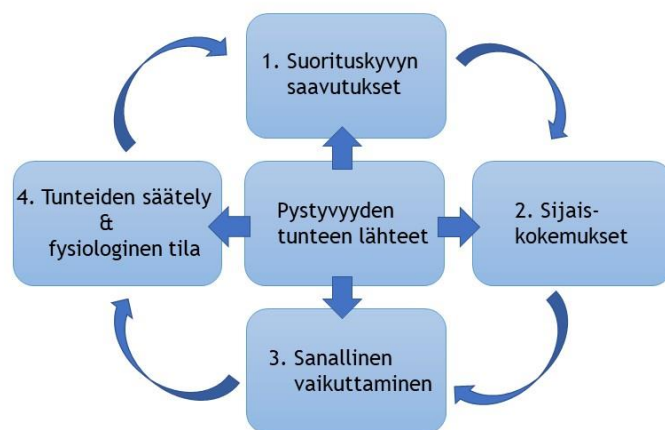 1. Suorituskyvyn
saavutukset
4. Tunteiden säätely
&
fysiologinen tila
Pystyvyyden
tunteen lähteet
2. Sijais-
kokemukset
3. Sanallinen
vaikuttaminen